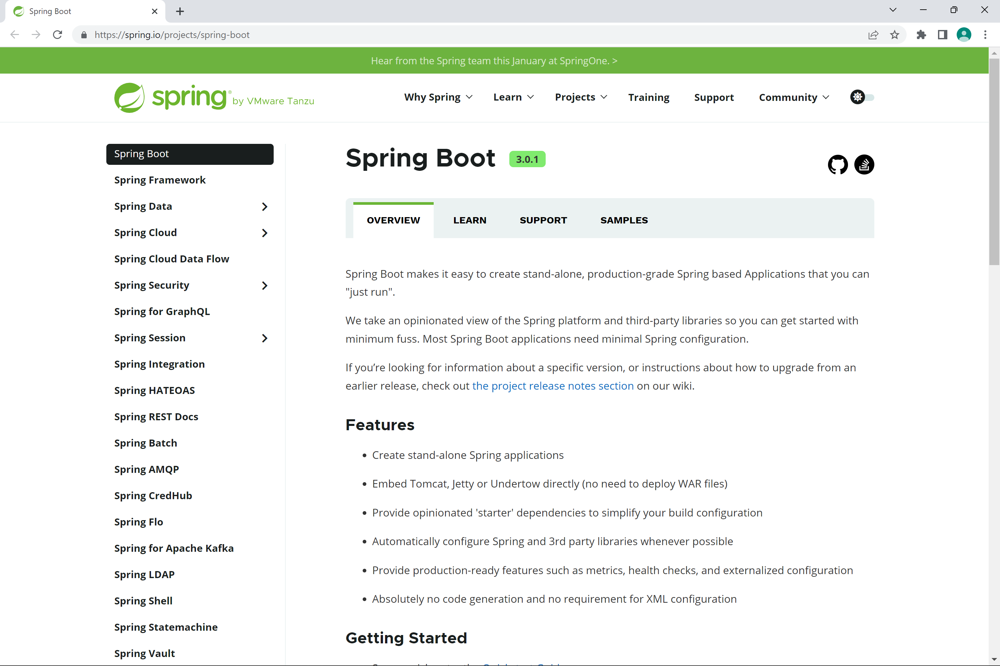 Spring Boot
https://spring.io/projects/spring-boot
Hear from the Spring team this January at SpringOne. >
spring® by VMware Tanzu
Why Spring
Learn
Projects
Training
Support
Community
Spring Boot
Spring Framework
Spring Data
Spring Cloud
Spring Cloud Data Flow
Spring Security
Spring for GraphQL
Spring Session
Spring Integration
Spring HATEOAS
Spring REST Docs
Spring Batch
Spring AMQP
Spring CredHub
Spring Flo
Spring for Apache Kafka
Spring LDAP
Spring Shell
Spring Statemachine
Spring Vault
Spring Boot 3.0.1
OVERVIEW
LEARN
SUPPORT
SAMPLES
Spring Boot makes it easy to create stand-alone, production-grade Spring based Applications that you can
"just run".
We take an opinionated view of the Spring platform and third-party libraries so you can get started with
minimum fuss. Most Spring Boot applications need minimal Spring configuration.
If you’re looking for information about a specific version, or instructions about how to upgrade from an
earlier release, check out the project release notes section on our wiki.
Features
• Create stand-alone Spring applications
• Embed Tomcat, Jetty or Undertow directly (no need to deploy WAR files)
• Provide opinionated 'starter' dependencies to simplify your build configuration
• Automatically configure Spring and 3rd party libraries whenever possible
• Provide production-ready features such as metrics, health checks, and externalized configuration
• Absolutely no code generation and no requirement for XML configuration
Getting Started